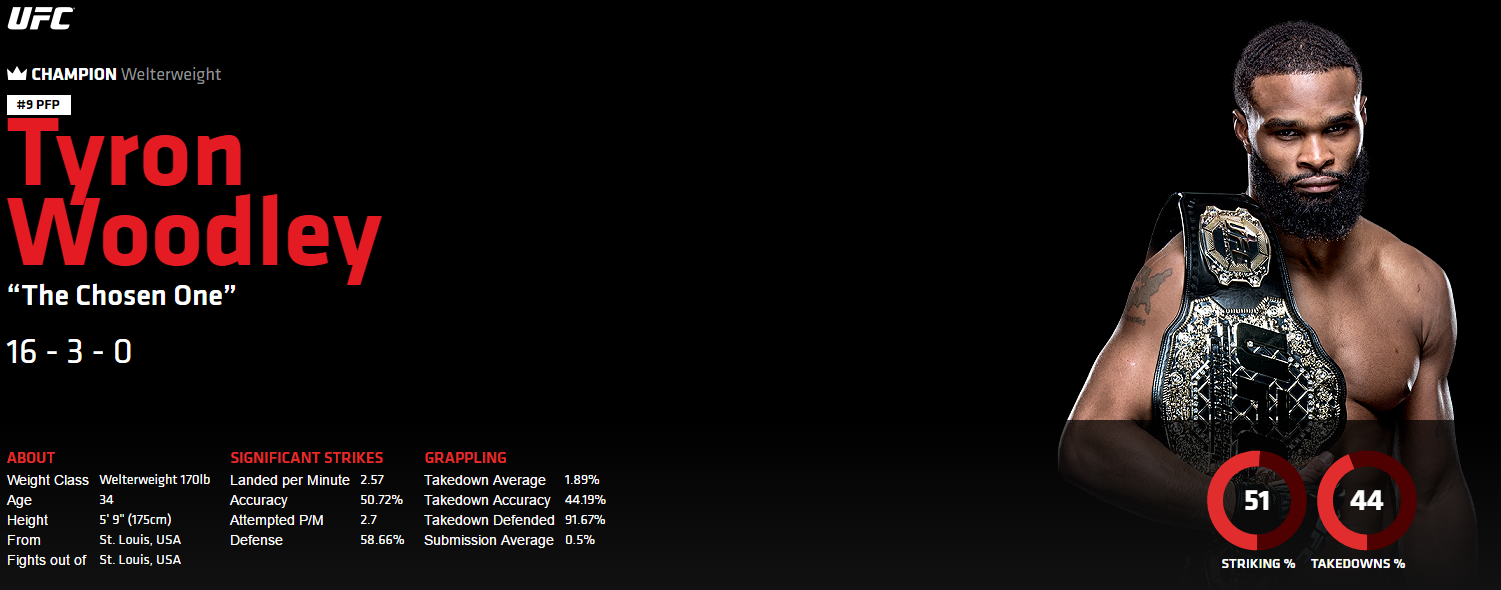 UFC
CHAMPION Welterweight
#9 PFP
Tyron
Woodley
“The Chosen One”
16 - 3 - 0
ABOUT
Weight Class Welterweight 170lb
Age 34
Height 5' 9" (175cm)
From St. Louis, USA
Fights out of St. Louis, USA
SIGNIFICANT STRIKES
Landed per Minute 2.57
Accuracy 50.72%
Attempted P/M 2.7
Defense 58.66%
GRAPPLING
Takedown Average 1.89%
Takedown Accuracy 44.19%
Takedown Defended 91.67%
Submission Average 0.5%
UFC
UFC
51
STRIKING %
44
TAKEDOWNS %